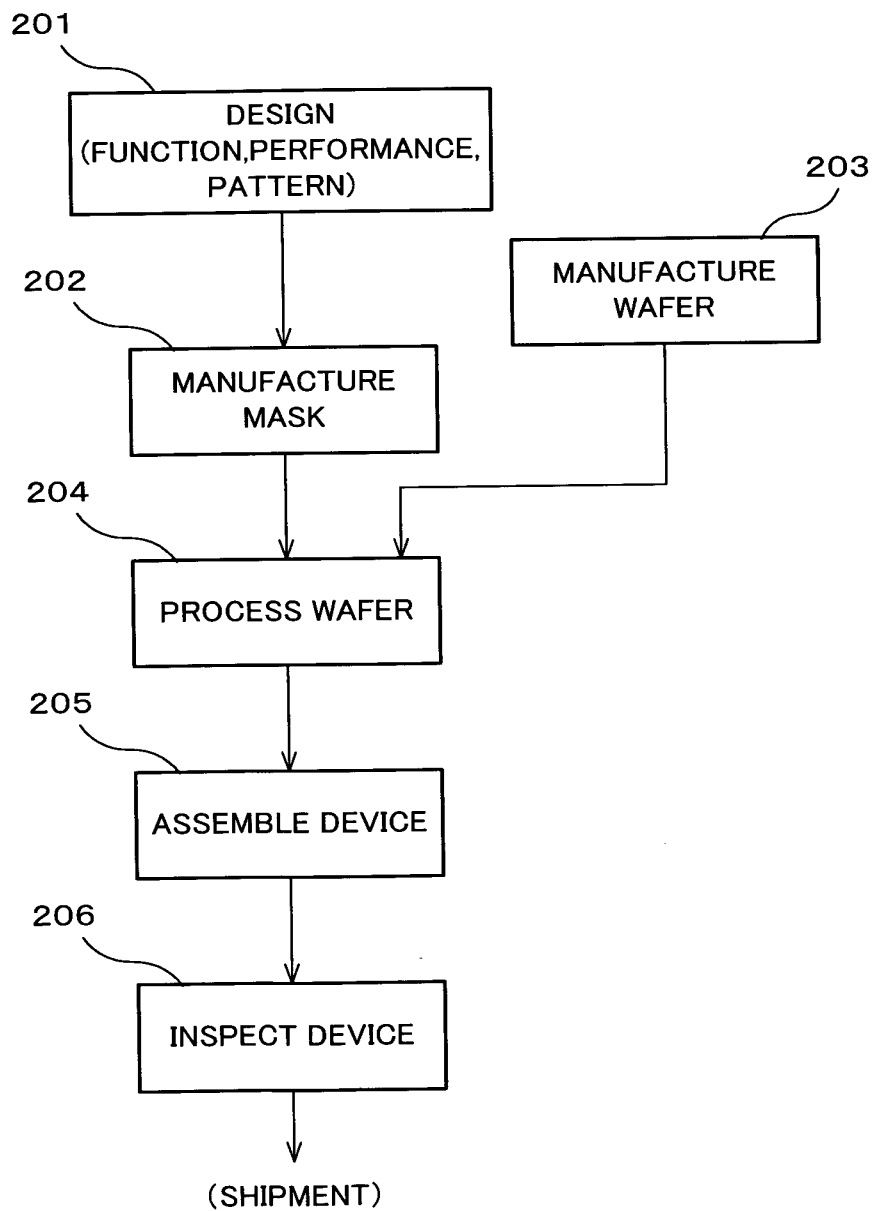 201
DESIGN
(FUNCTION,PERFORMANCE,
PATTERN)
203
MANUFACTURE
WAFER
202
MANUFACTURE
MASK
204
PROCESS WAFER
205
ASSEMBLE DEVICE
206
INSPECT DEVICE
(SHIPMENT)